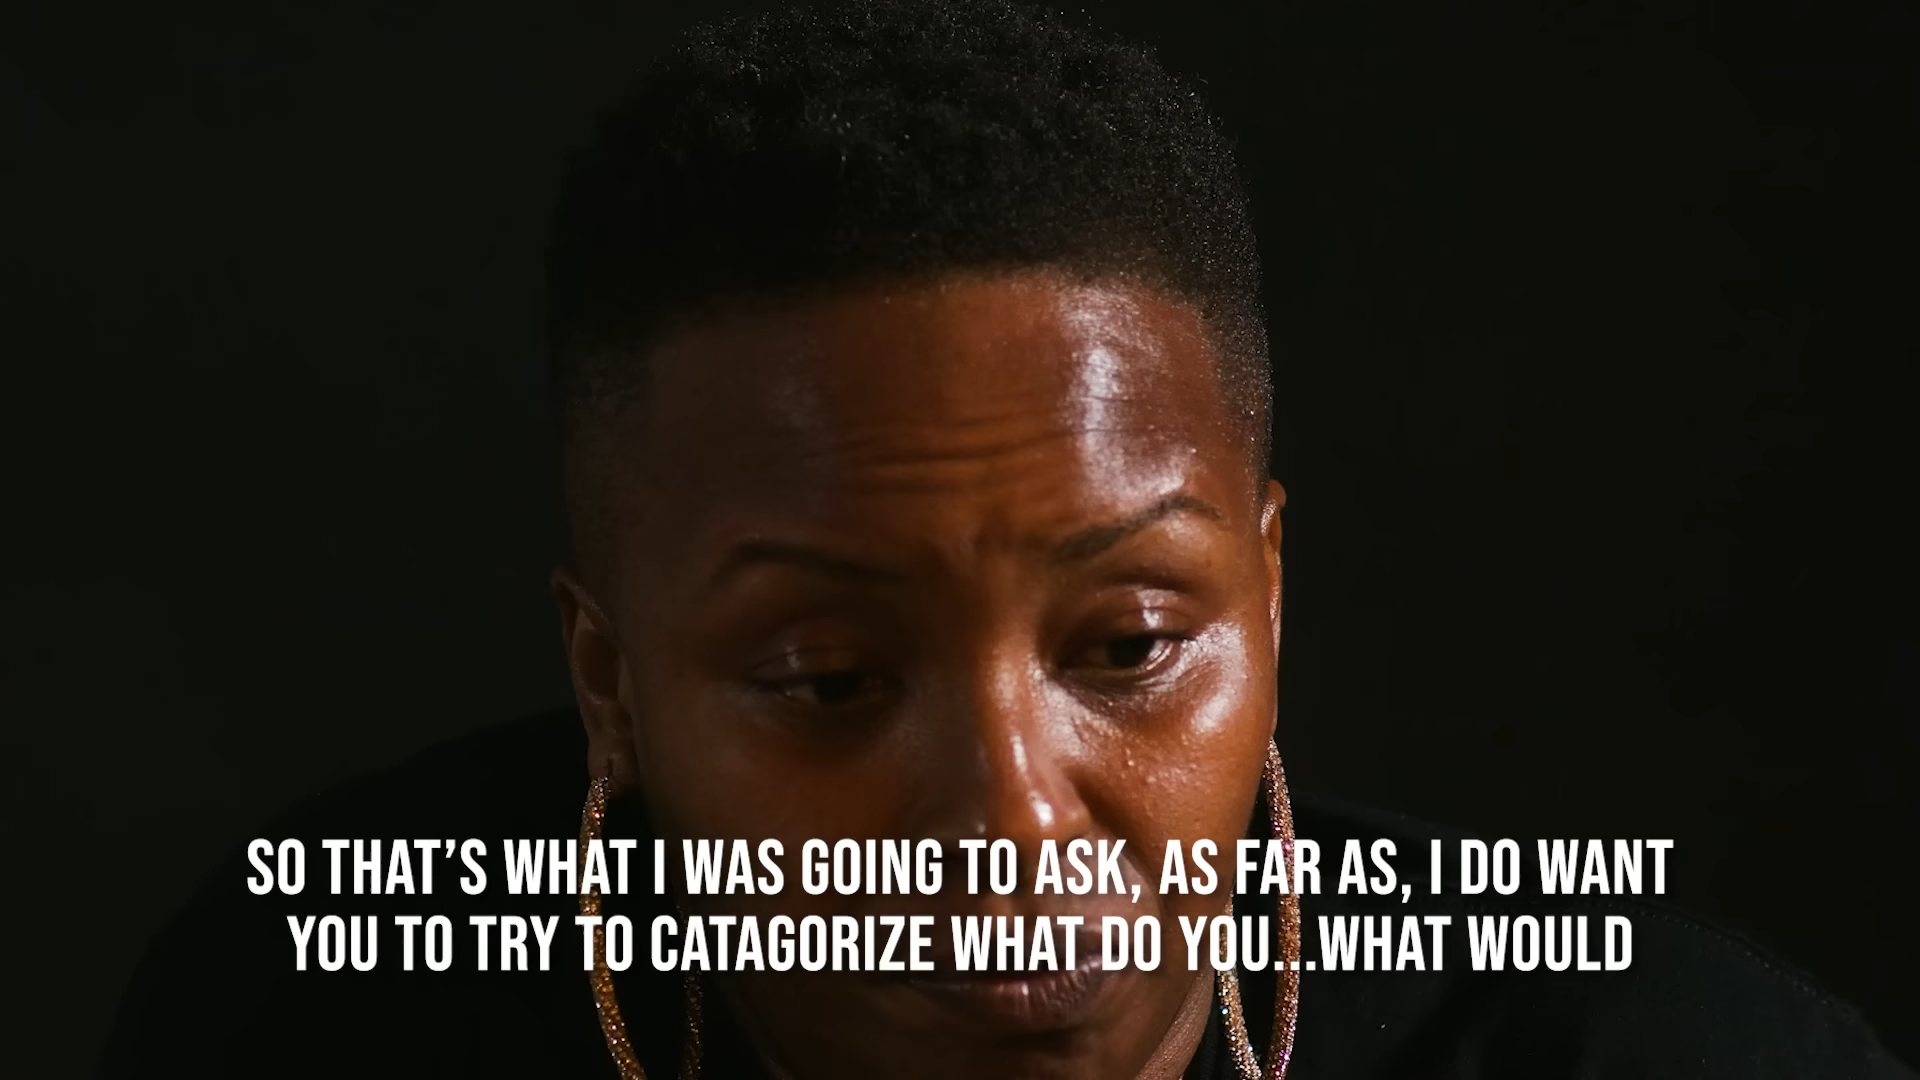 SO THAT’S WHAT I WAS GOING TO ASK, AS FAR AS, I DO WANT
YOU TO TRY TO CATAGORIZE WHAT DO YOU...WHAT WOULD